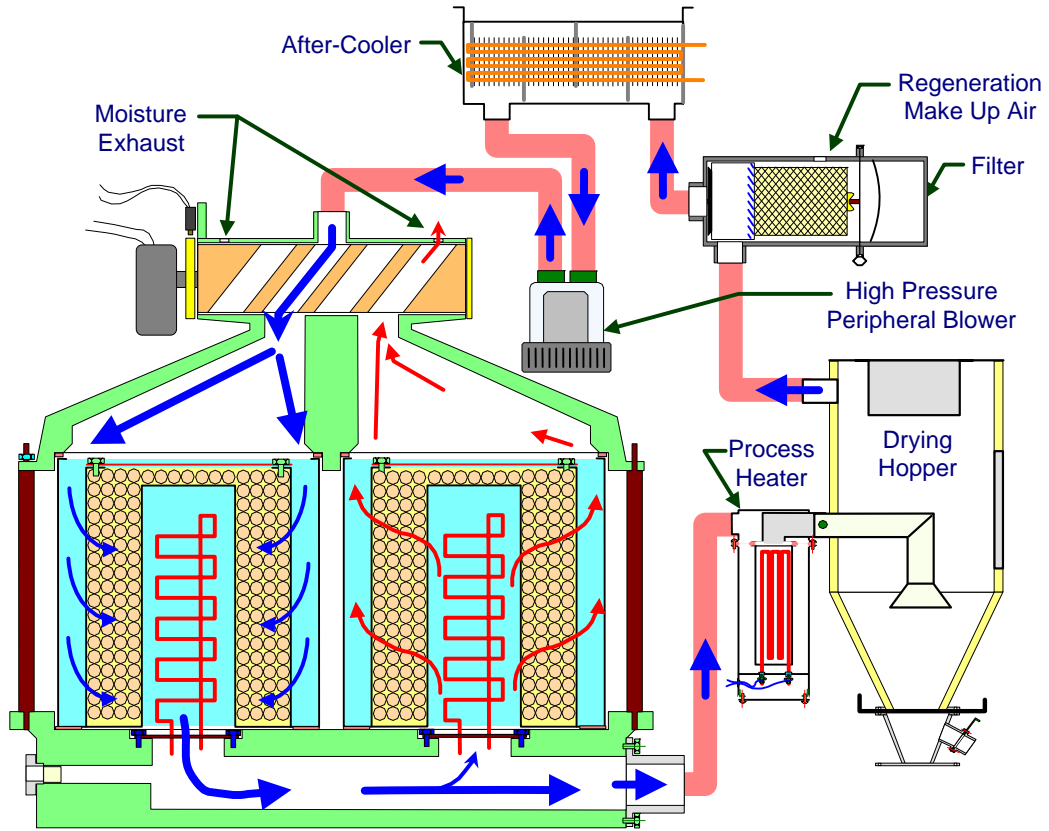 After-Cooler
Regeneration
Make Up Air
Moisture
Exhaust
Filter
High Pressure
Peripheral Blower
Process
Heater
Drying
Hopper